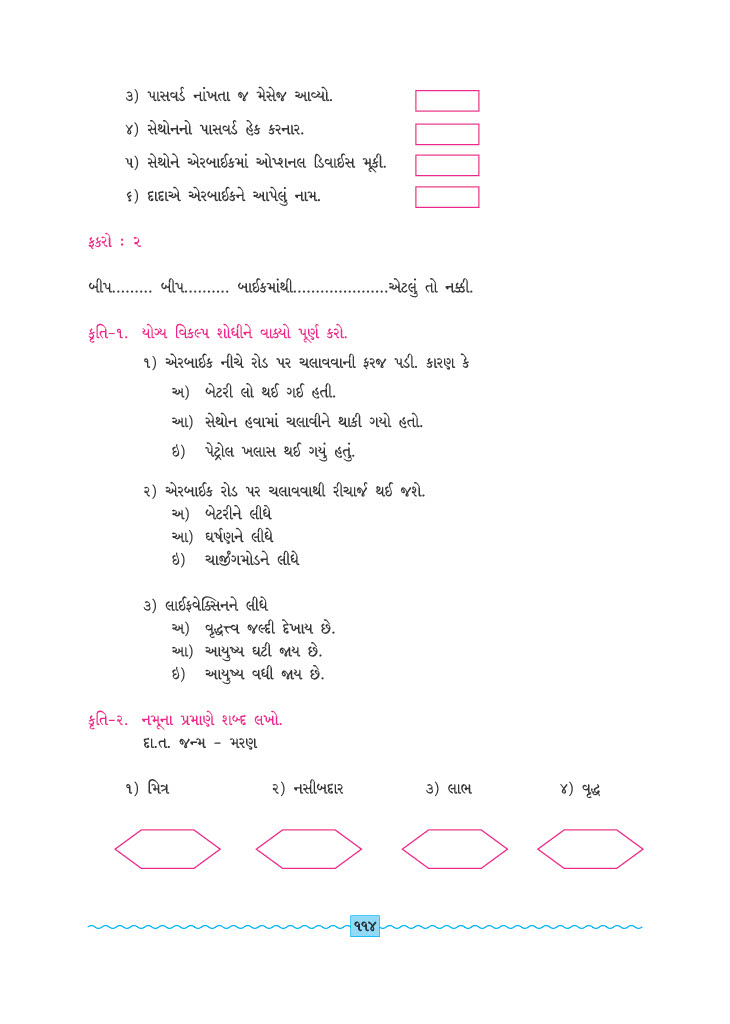 ૩) પાસવર્ડ નાંખતા જ મેસેજ આવ્યો.
૪) સેથોનનો પાસવર્ડ હેક કરનાર.
૫) સેથોને એરબાઈકમાં ઓપ્શનલ ડિવાઈસ મૂકી.
૬) દાદાએ એરબાઈકને આપેલું નામ.
ફકરો : ૨
બીપ......... બીપ.......... બાઈકમાંથી.....................એટલું તો નક્કી.
કૃતિ-૧. યોગ્ય વિકલ્પ શોધીને વાક્યો પૂર્ણ કરો.
૧) એરબાઈક નીચે રોડ પર ચલાવવાની ફરજ પડી. કારણ કે
અ) બેટરી લો થઈ ગઈ હતી.
આ) સેથોન હવામાં ચલાવીને થાકી ગયો હતો.
ઇ) પેટ્રોલ ખલાસ થઈ ગયું હતું.
૨) એરબાઈક રોડ પર ચલાવવાથી રીચાર્જ થઈ જશે.
અ) બેટરીને લીધે
આ) ઘર્ષણને લીધે
ઇ) ચાર્જીંગમોડને લીધે
૩) લાઈફવેક્સિનને લીધે
અ) વૃદ્ધત્ત્વ જલ્દી દેખાય છે.
આ) આયુષ્ય ઘટી જાય છે.
ઇ) આયુષ્ય વધી જાય છે.
કૃતિ-૨. નમૂના પ્રમાણે શબ્દ લખો.
દા.ત. જન્મ - મરણ
૧) મિત્ર ૨) નસીબદાર ૩) લાભ ૪) વૃદ્ધ
૧૧૪